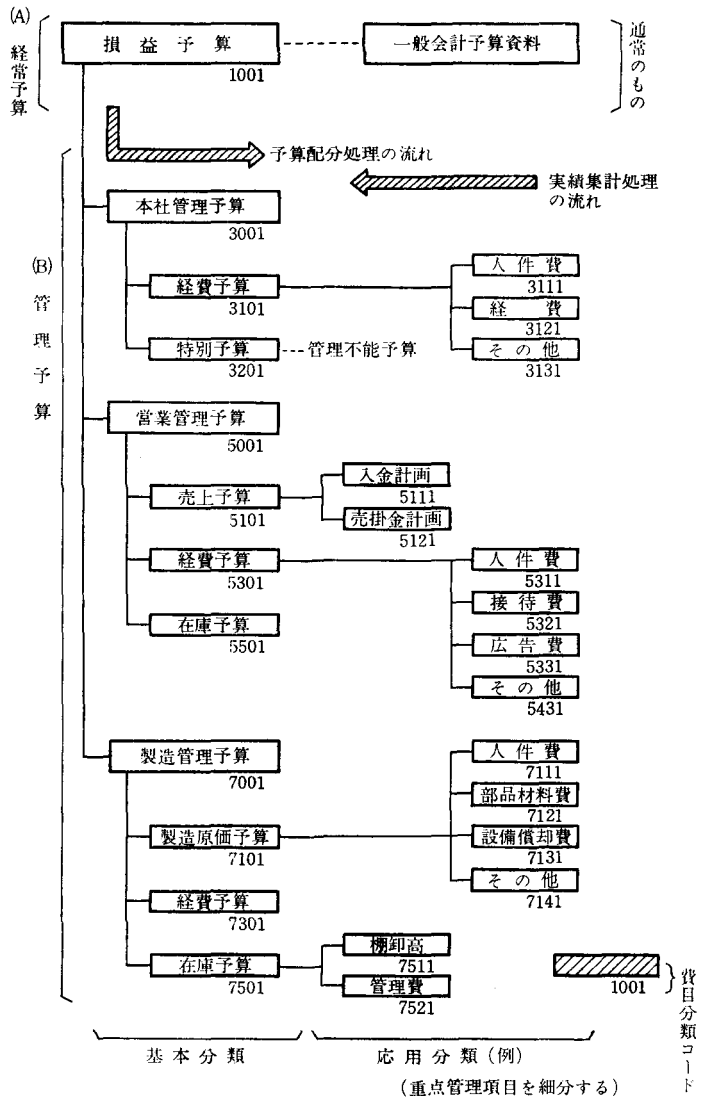 (A)
経常予算
損益予算
1001
一般会計予算資料
通常のもの
予算配分処理の流れ
実績集計処理
の流れ
(B)
管理予算
本社管理予算
3001
経費予算
3101
人件費
3111
経費
3121
その他
3131
特別予算
3201
管理不能予算
営業管理予算
5001
売上予算
5101
入金計画
5111
売掛金計画
5121
経費予算
5301
人件費
5311
接待費
5321
広告費
5331
その他
5431
在庫予算
5501
製造管理予算
7001
製造原価予算
7101
人件費
7111
部品材料費
7121
設備償却費
7131
その他
7141
経費予算
7301
在庫予算
7501
棚卸高
7511
管理費
7521
1001
費目分類コード
基本分類
応用分類(例)
(重点管理項目を細分する)